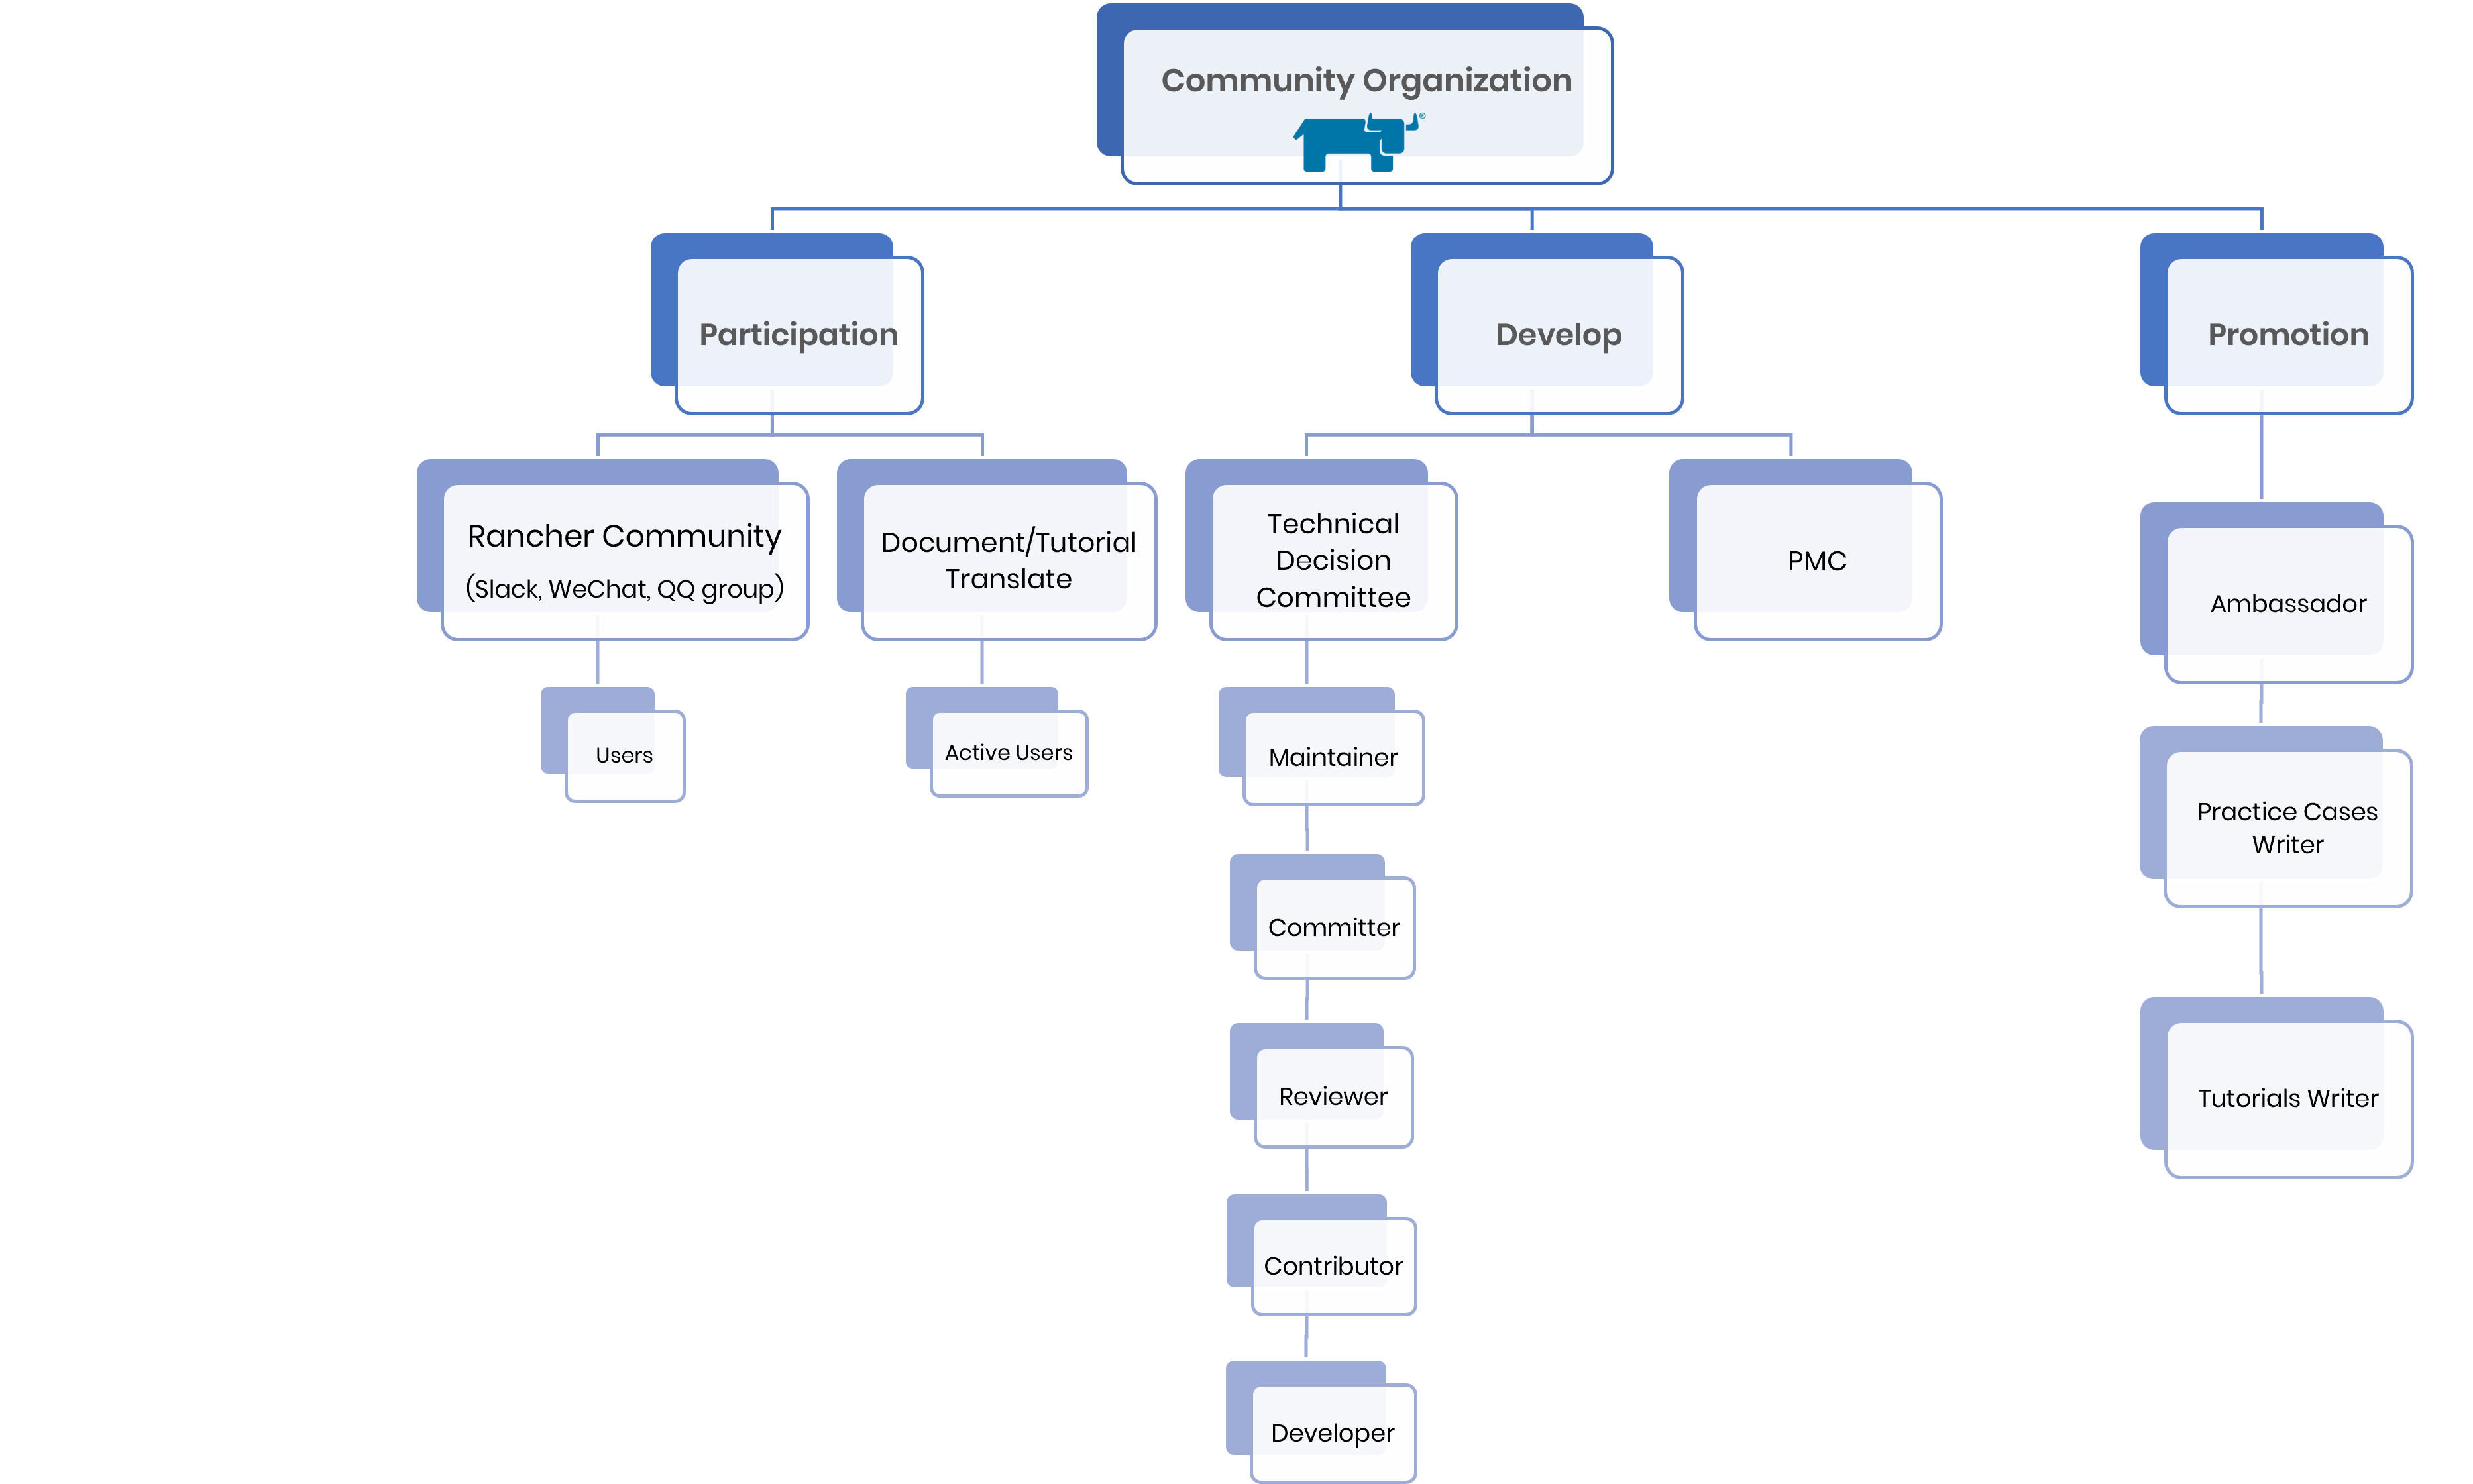 Community Organization
®
Participation
Develop
Promotion
Rancher Community
(Slack, WeChat, QQ group)
Document/Tutorial
Translate
Technical
Decision
Committee
PMC
Ambassador
Users
Active Users
Maintainer
Practice Cases
Writer
Committer
Reviewer
Tutorials Writer
Contributor
Developer